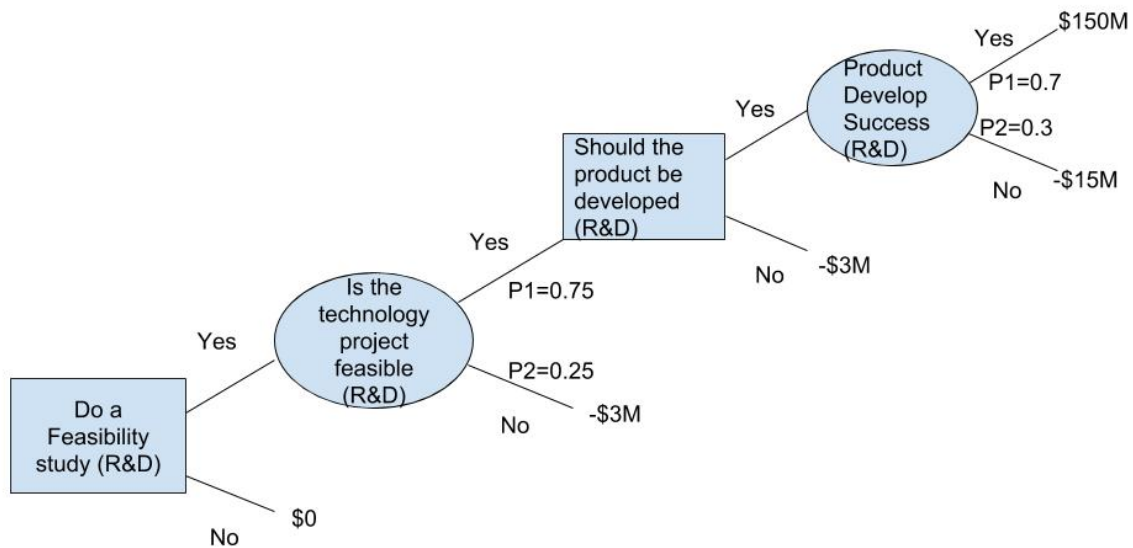 Do a
Feasibility
study (R&D)
Yes
No
$0
Is the
technology
project
feasible
(R&D)
Yes
P1=0.75
P2=0.25
No
-$3M
Should the
product be
developed
(R&D)
Yes
No
-$3M
Product
Develop
Success
(R&D)
Yes
$150M
P1=0.7
P2=0.3
No
-$15M